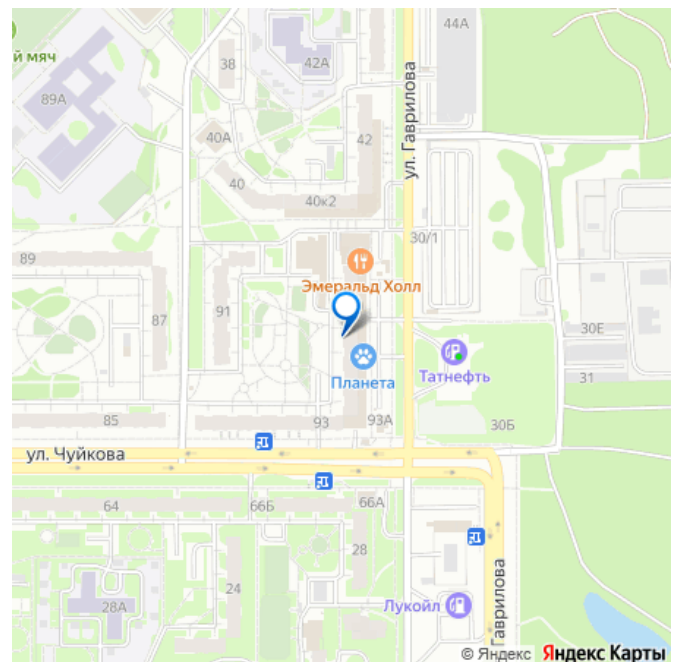 44А
й мяч
38
42А
89А
ул. Гаврилова
40А
42
40
40к2
30/1
89
Эмеральд Холл
91
87
30Е
Татнефть
31
Планета
85
93
93А
30Б
ул. Чуйкова
64
66Б
66А
28
24
28А
Лукойл
Гаврилова
© Яндекс Яндекс Карты